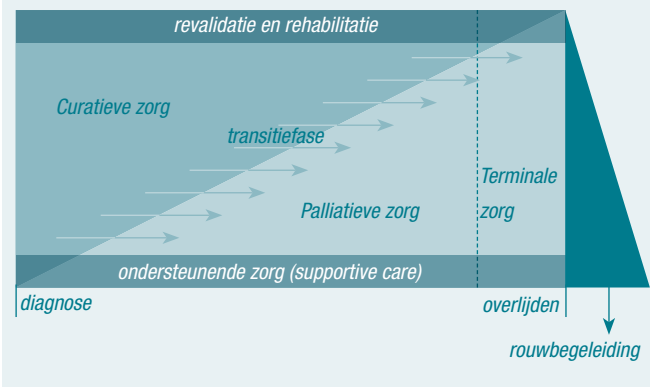 revalidatie en rehabilitatie
Curatieve zorg
transitiefase
Terminale
zorg
Palliatieve zorg
ondersteunende zorg (supportive care)
diagnose
overlijden
rouwbegeleiding